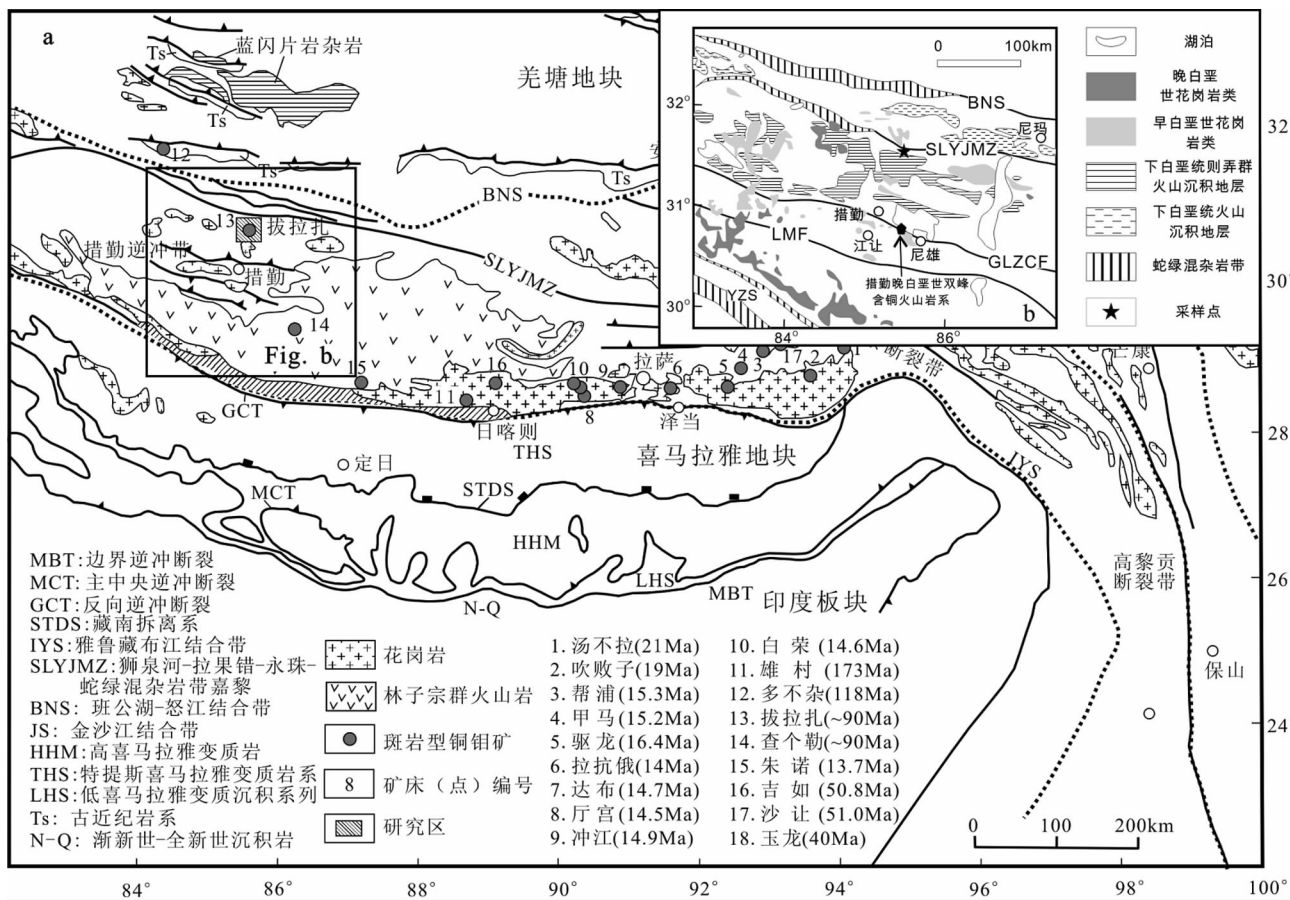 a
蓝闪片岩杂岩
Ts
Ts
羌塘地块
12
Ts
Ts
BNS
13
拔拉扎
措勤逆冲带
措勤
SLYJMZ
14
Fig. b
15
16
10
9
7
拉萨
6
5
4
3
17
2
1
11
8
GCT
日喀则
泽当
THS
喜马拉雅地块
断裂带
IYS
定日
STDS
MCT
HHM
LHS
MBT
N-Q
印度板块
高黎贡
断裂带
保山
0
100km
BNS
尼玛
SLYJMZ
措勤
江让
尼雄
LMF
GLZCF
YZS
措勤晚白垩世双峰
含铜火山岩系
b
32°
31°
30°
84°
86°
湖泊
晚白垩
世花岗岩类
早白垩世花岗
岩类
下白垩统则弄群
火山沉积地层
下白垩统火山
沉积地层
蛇绿混杂岩带
采样点
MBT:边界逆冲断裂
MCT:主中央逆冲断裂
GCT:反向逆冲断裂
STDS:藏南拆离系
IYS:雅鲁藏布江结合带
SLYJMZ:狮泉河-拉果错-永珠-
蛇绿混杂岩带嘉黎
BNS: 班公湖-怒江结合带
JS: 金沙江结合带
HHM:高喜马拉雅变质岩
THS:特提斯喜马拉雅变质岩系
LHS:低喜马拉雅变质沉积系列
Ts:古近纪岩系
N-Q: 渐新世-全新世沉积岩
花岗岩
林子宗群火山岩
斑岩型铜钼矿
8
矿床（点）编号
研究区
1. 汤不拉(21Ma)
2. 吹败子(19Ma)
3. 帮浦(15.3Ma)
4. 甲马(15.2Ma)
5. 驱龙(16.4Ma)
6. 拉抗俄(14Ma)
7. 达布(14.7Ma)
8. 厅宫(14.5Ma)
9. 冲江(14.9Ma)
10. 白荣(14.6Ma)
11. 雄村(173Ma)
12. 多不杂(118Ma)
13. 拔拉扎(~90Ma)
14. 查个勒(~90Ma)
15. 朱诺(13.7Ma)
16. 吉如(50.8Ma)
17. 沙让(51.0Ma)
18. 玉龙(40Ma)
0
100
200km
32
30°
28
26
24
84°
86°
88°
90°
92°
94°
96°
98°
100°